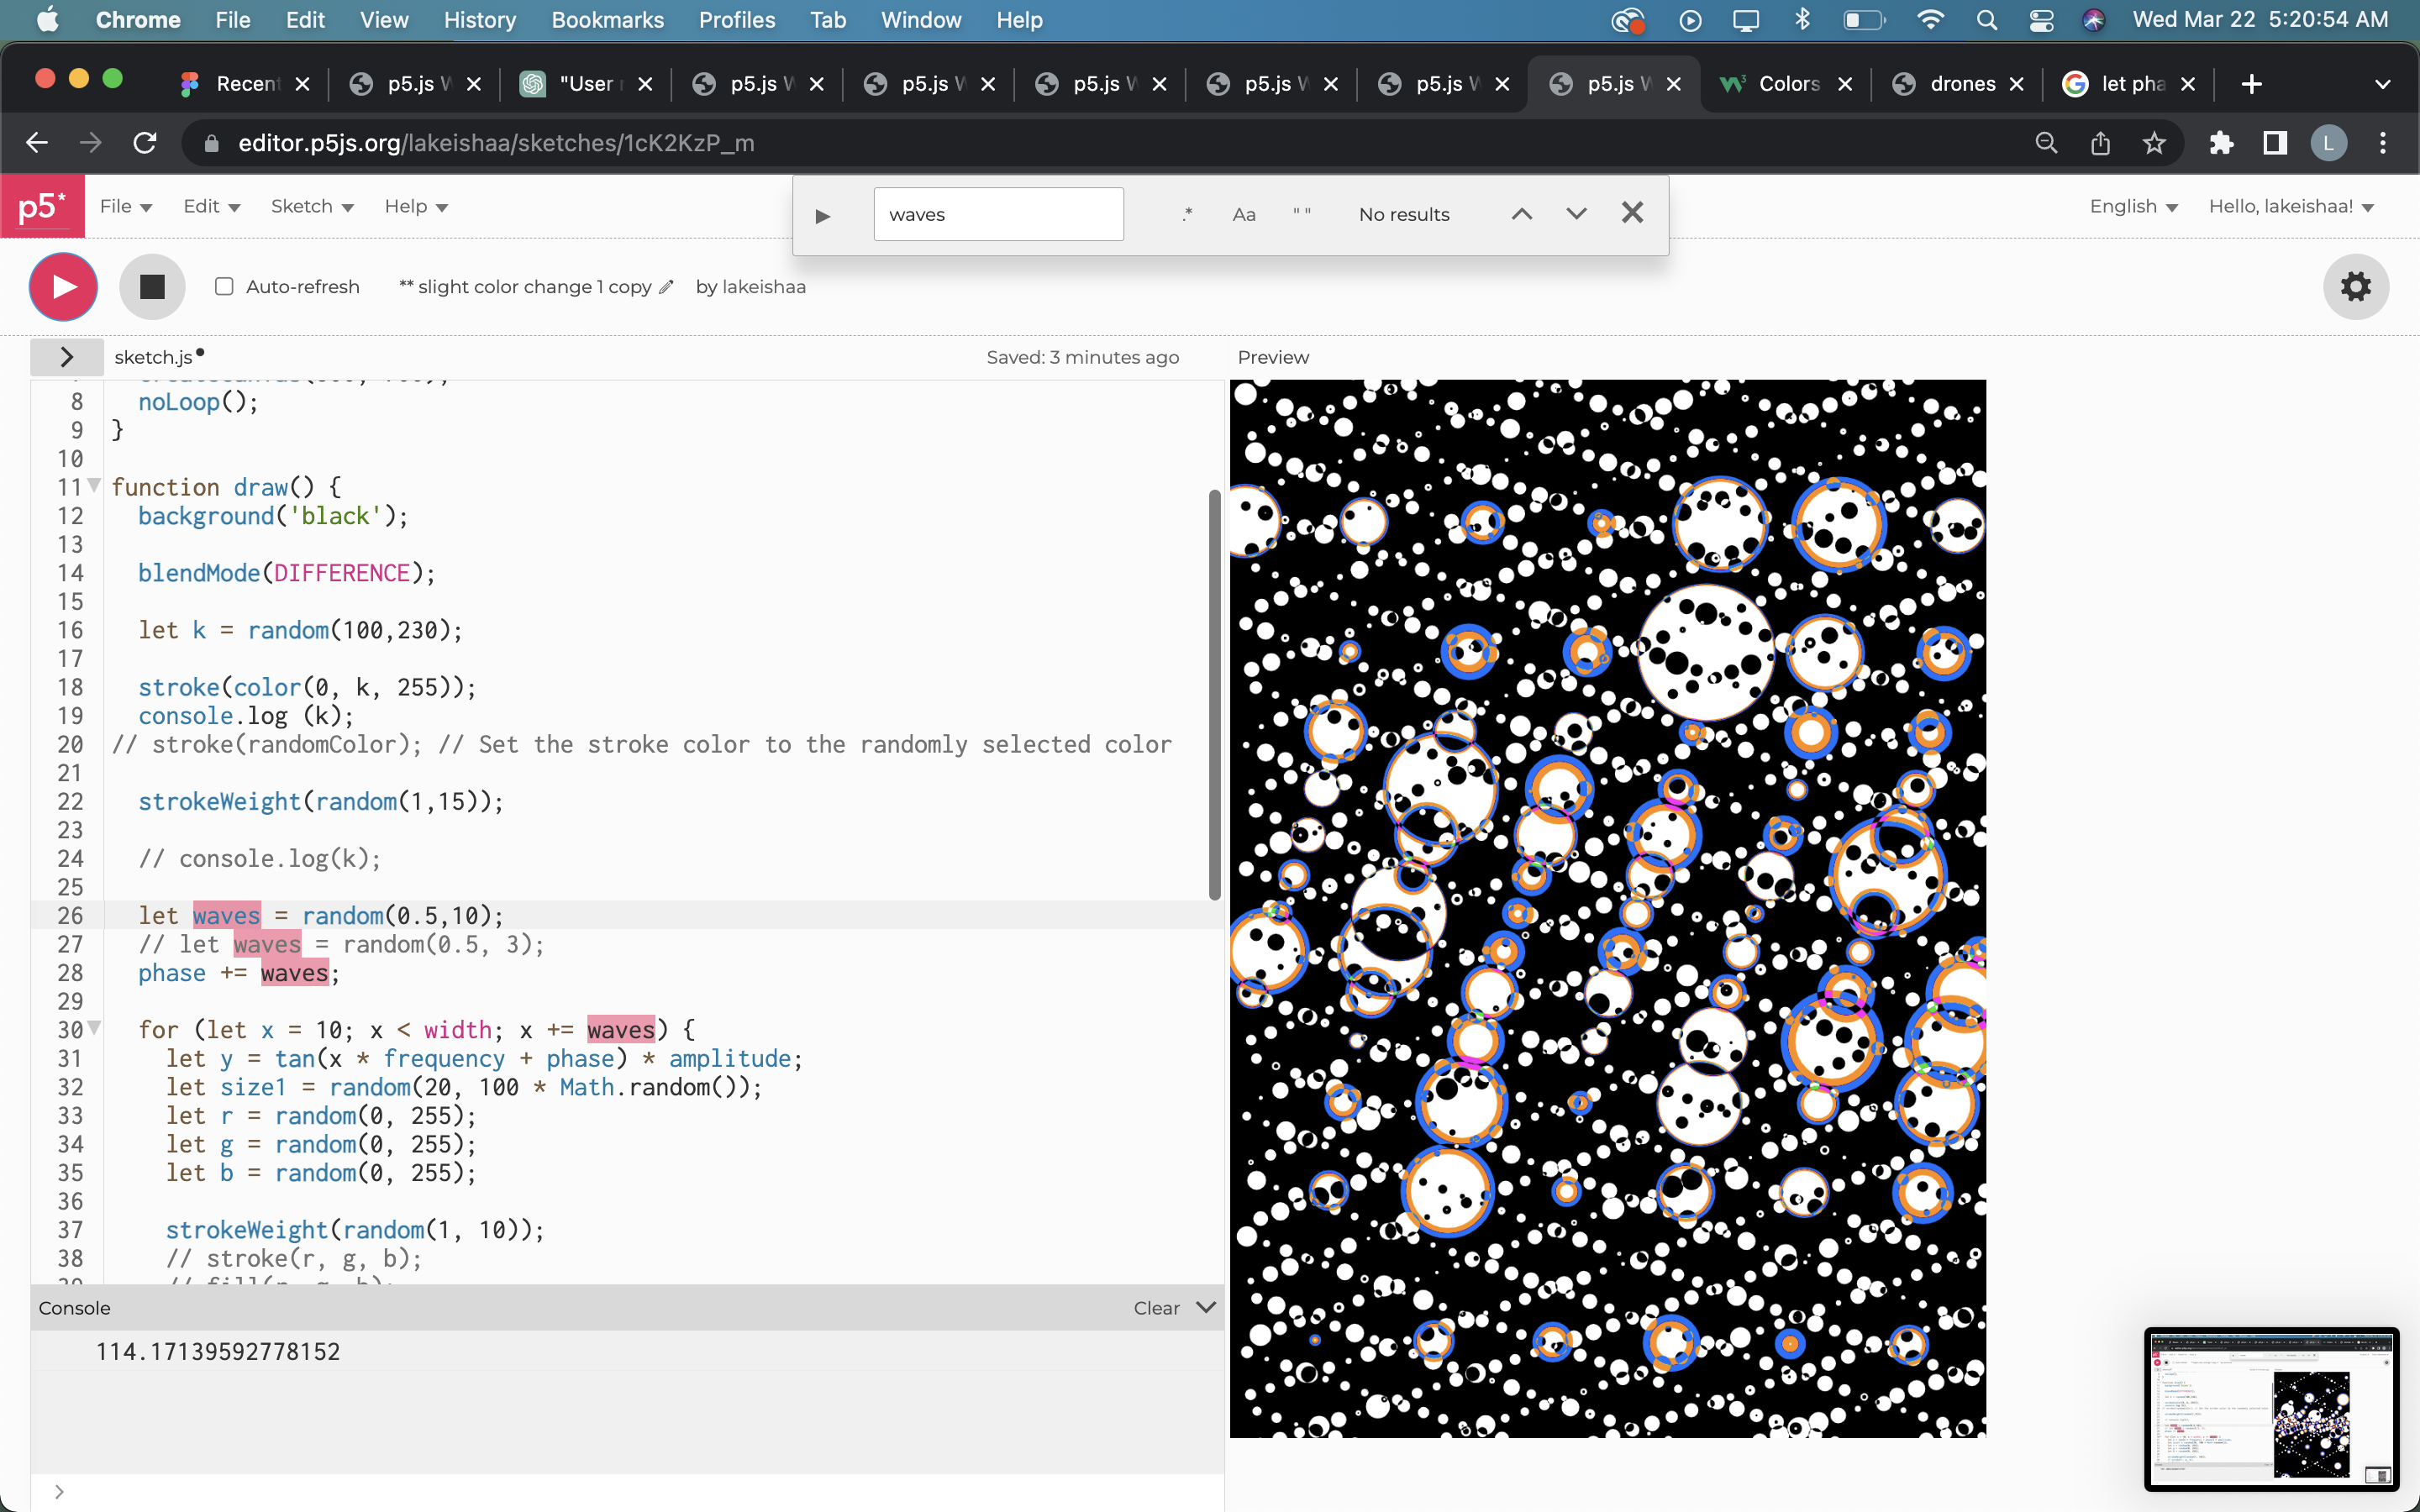 Chrome File Edit View History Bookmarks Profiles Tab Window Help Wed Mar 22 5:20:54 AM
Recent p5.js W "User p5.js W p5.js W p5.js W p5.js W p5.js W p5.js W Colors drones let pha
editor.p5js.org/lakeishaa/sketches/1cK2KzP_m L
p5* File Edit Sketch Help waves .* Aa " " No results English Hello, lakeishaa!
Auto-refresh ** slight color change 1 copy by lakeishaa
sketch.js Saved: 3 minutes ago Preview
8 noLoop();
9 }
10
11 function draw() {
12 background('black');
13
14 blendMode(DIFFERENCE);
15
16 let k = random(100,230);
17
18 stroke(color(0, k, 255));
19 console.log (k);
20 // stroke(randomColor); // Set the stroke color to the randomly selected color
21
22 strokeWeight(random(1,15));
23
24 // console.log(k);
25
26 let waves = random(0.5,10);
27 // let waves = random(0.5, 3);
28 phase += waves;
29
30 for (let x = 10; x < width; x += waves) {
31 let y = tan(x * frequency + phase) * amplitude;
32 let size1 = random(20, 100 * Math.random());
33 let r = random(0, 255);
34 let g = random(0, 255);
35 let b = random(0, 255);
36
37 strokeWeight(random(1, 10));
38 // stroke(r, g, b);
Console Clear
114.17139592778152